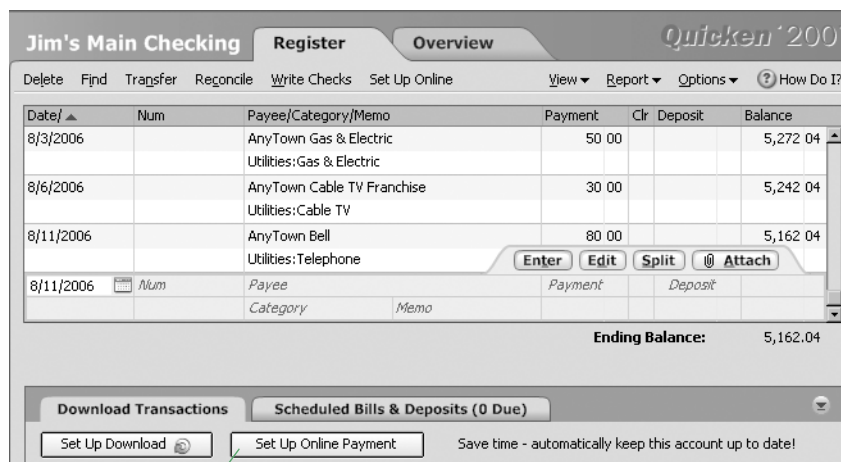 Jim's Main Checking Register Overview Quicken 2007
Delete Find Transfer Reconcile Write Checks Set Up Online View Report Options ? How Do I?
Date/ Num Payee/Category/Memo Payment Clr Deposit Balance
8/3/2006 AnyTown Gas & Electric 50 00 5,272 04
Utilities:Gas & Electric
8/6/2006 AnyTown Cable TV Franchise 30 00 5,242 04
Utilities:Cable TV
8/11/2006 AnyTown Bell 80 00 5,162 04
Utilities:Telephone Enter Edit Split Attach
8/11/2006 Num Payee Payment Deposit
Category Memo
Ending Balance: 5,162.04
Download Transactions Scheduled Bills & Deposits (0 Due)
Set Up Download Set Up Online Payment Save time - automatically keep this account up to date!